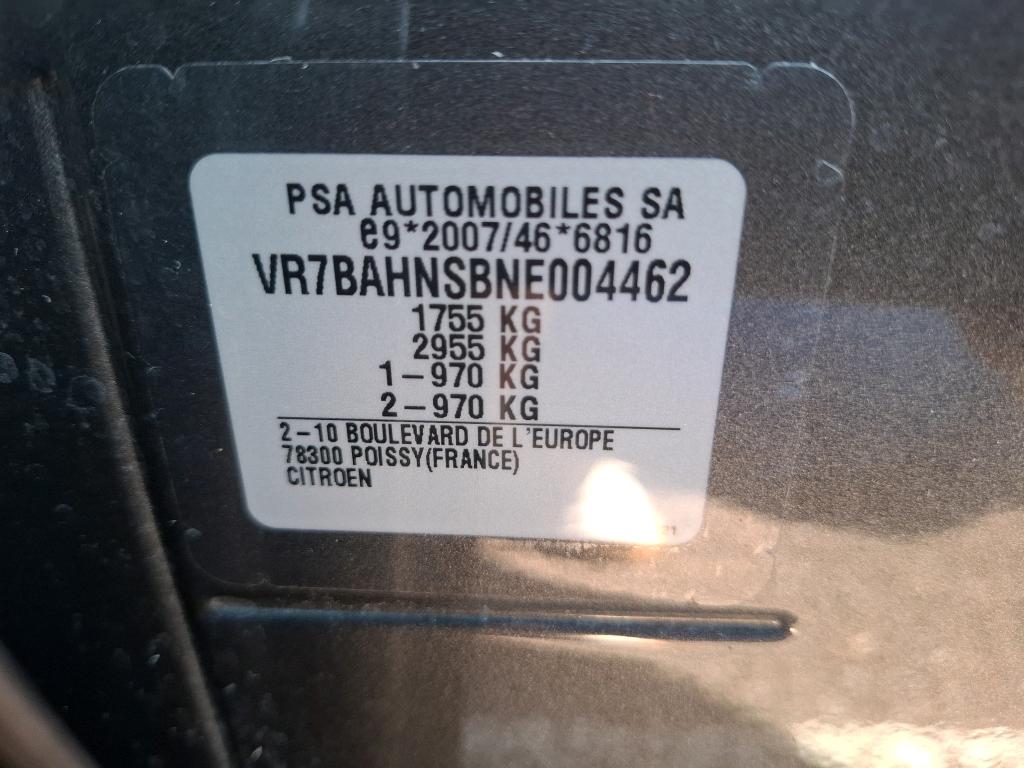 PSA AUTOMOBILES SA
e9*2007/46*6816
VR7BAHNSBNE004462
1755 KG
2955 KG
1-970 KG
2-970 KG
2-10 BOULEVARD DE L'EUROPE
78300 POISSY(FRANCE)
CITROEN